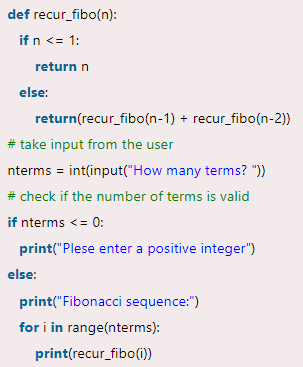 def recur_fibo(n):
if n <= 1:
return n
else:
return(recur_fibo(n-1) + recur_fibo(n-2))
# take input from the user
nterms = int(input("How many terms? "))
# check if the number of terms is valid
if nterms <= 0:
print("Plese enter a positive integer")
else:
print("Fibonacci sequence:")
for i in range(nterms):
print(recur_fibo(i))